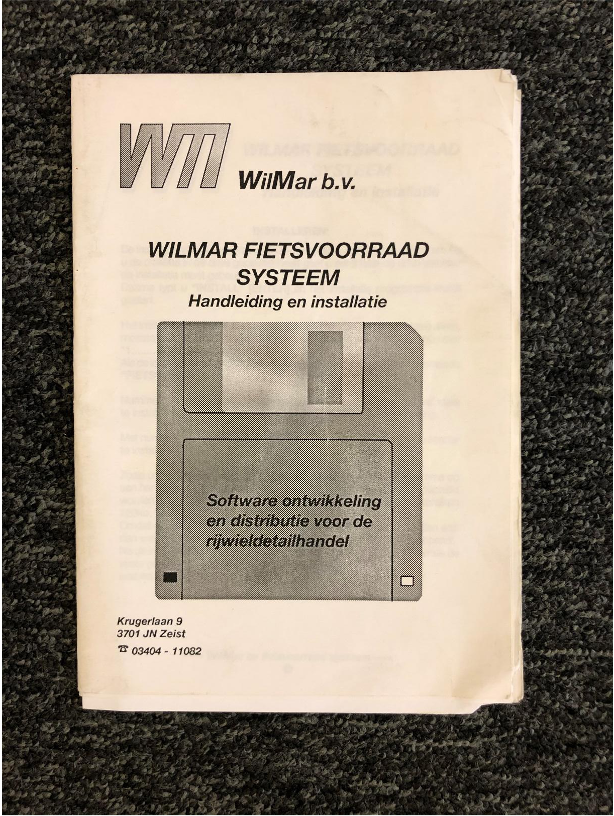 WM
WilMar b.v.
WILMAR FIETSVOORRAAD
SYSTEEM
Handleiding en installatie
Software ontwikkeling
en distributie voor de
rijwieldetailhandel
Krugerlaan 9
3701 JN Zeist
☎ 03404 - 11082